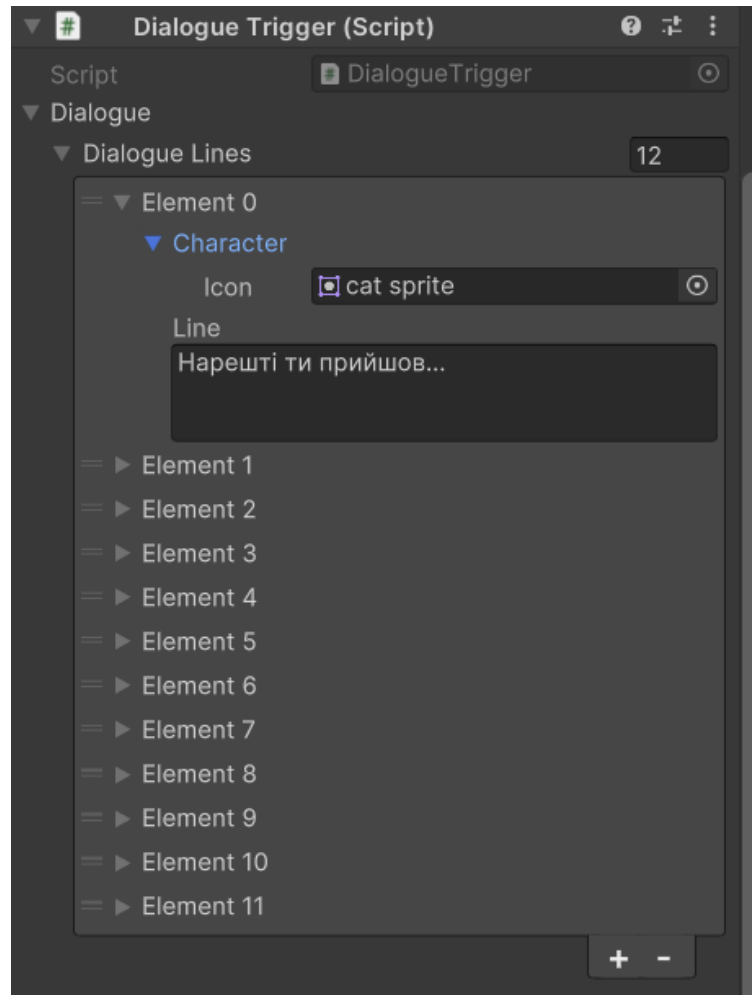 Dialogue Trigger (Script)
Script DialogueTrigger
Dialogue
Dialogue Lines 12
Element 0
Character
Icon cat sprite
Line
Нарешті ти прийшов...
Element 1
Element 2
Element 3
Element 4
Element 5
Element 6
Element 7
Element 8
Element 9
Element 10
Element 11
+ -